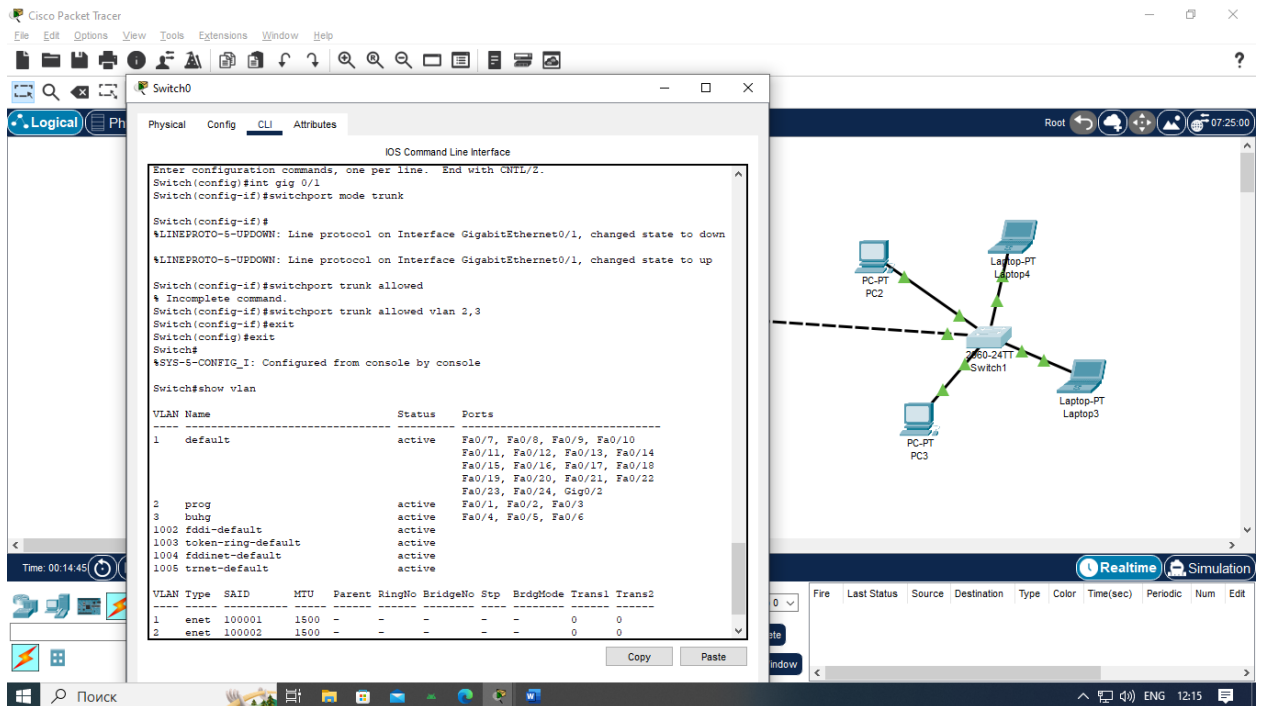 Cisco Packet Tracer
File Edit Options View Tools Extensions Window Help
?
Switch0
Logical
Ph
Root
07:25:00
Physical Config CLI Attributes
IOS Command Line Interface
Enter configuration commands, one per line. End with CNTL/Z.
Switch(config)#int gig 0/1
Switch(config-if)#switchport mode trunk
Switch(config-if)#
%LINEPROTO-5-UPDOWN: Line protocol on Interface GigabitEthernet0/1, changed state to down
%LINEPROTO-5-UPDOWN: Line protocol on Interface GigabitEthernet0/1, changed state to up
Switch(config-if)#switchport trunk allowed
% Incomplete command.
Switch(config-if)#switchport trunk allowed vlan 2,3
Switch(config-if)#exit
Switch(config)#exit
Switch#
%SYS-5-CONFIG_I: Configured from console by console
Switch#show vlan
VLAN Name Status Ports
---- -------------------------------- --------- -------------------------------
1 default active Fa0/7, Fa0/8, Fa0/9, Fa0/10
Fa0/11, Fa0/12, Fa0/13, Fa0/14
Fa0/15, Fa0/16, Fa0/17, Fa0/18
Fa0/19, Fa0/20, Fa0/21, Fa0/22
Fa0/23, Fa0/24, Gig0/2
2 prog active Fa0/1, Fa0/2, Fa0/3
3 buhg active Fa0/4, Fa0/5, Fa0/6
1002 fddi-default active
1003 token-ring-default active
1004 fddinet-default active
1005 trnet-default active
VLAN Type SAID MTU Parent RingNo BridgeNo Stp BrdgMode Trans1 Trans2
---- ----- ---------- ----- ------ ------ -------- ---- -------- ------ ------
1 enet 100001 1500 - - - - - 0 0
2 enet 100002 1500 - - - - - 0 0
Copy Paste
Laptop-PT
Laptop4
PC-PT
PC2
2960-24TT
Switch1
Laptop-PT
Laptop3
PC-PT
PC3
Time: 00:14:45
Realtime
Simulation
0
Fire Last Status Source Destination Type Color Time(sec) Periodic Num Edit
ete
indow
Поиск
ENG 12:15